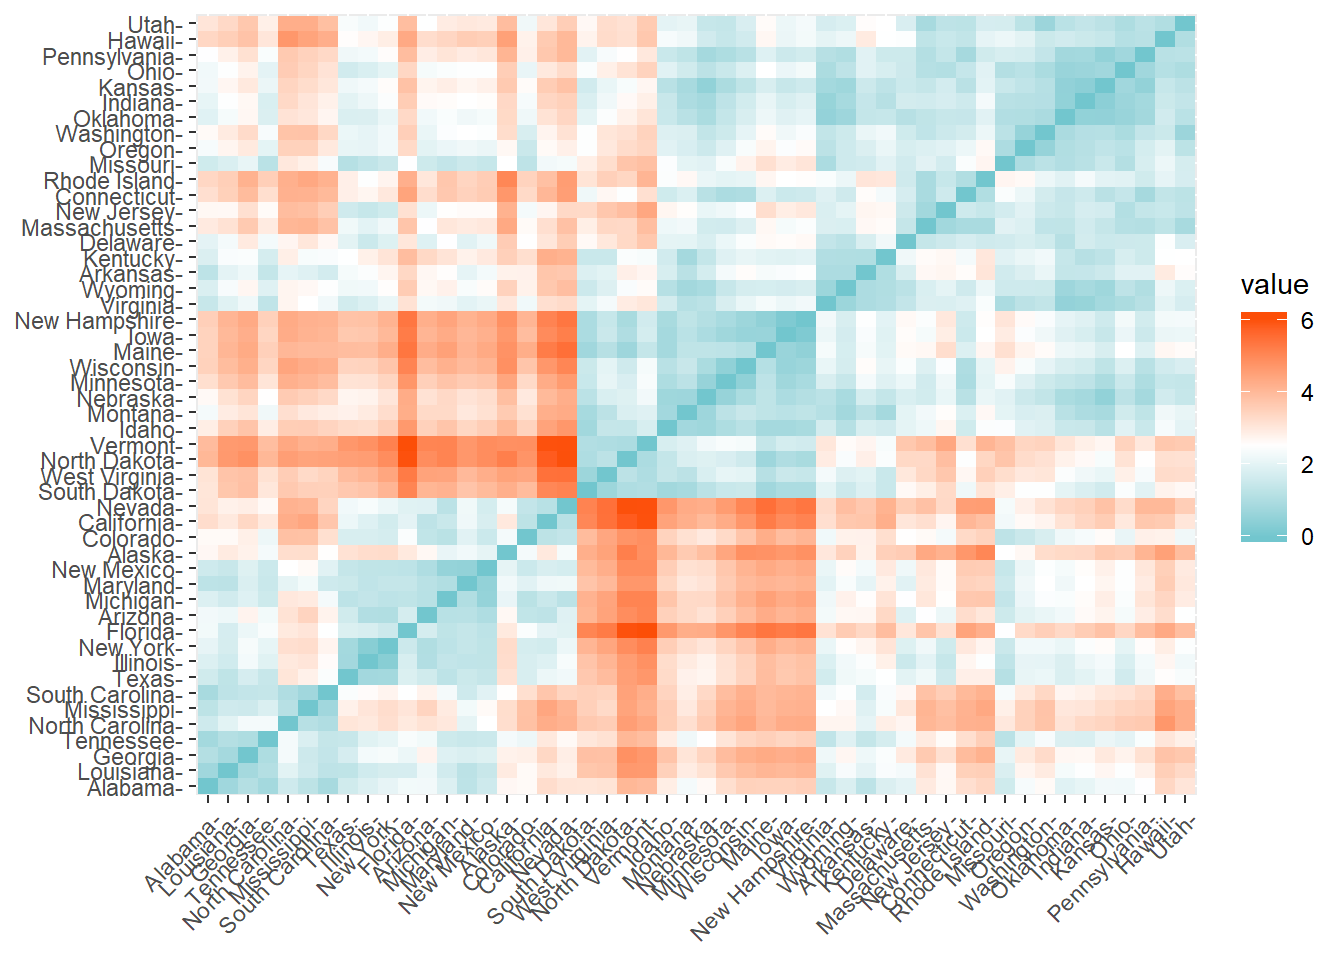 Utah-
Hawaii-
Pennsylvania-
Ohio-
Kansas-
Indiana-
Oklahoma-
Washington-
Oregon-
Missouri-
Rhode Island-
Connecticut-
New Jersey-
Massachusetts-
Delaware-
Kentucky-
Arkansas-
Wyoming-
Virginia-
New Hampshire-
Iowa-
Maine-
Wisconsin-
Minnesota-
Nebraska-
Montana-
Idaho-
Vermont-
North Dakota-
West Virginia-
South Dakota-
Nevada-
California-
Colorado-
Alaska-
New Mexico-
Maryland-
Michigan-
Arizona-
Florida-
New York-
Illinois-
Texas-
South Carolina-
Mississippi-
North Carolina-
Tennessee-
Georgia-
Louisiana-
Alabama-
Alabama-
Louisiana-
Georgia-
Tennessee-
North Carolina-
Mississippi-
South Carolina-
Texas-
Illinois-
New York-
Florida-
Arizona-
Michigan-
Maryland-
New Mexico-
Alaska-
Colorado-
California-
Nevada-
South Dakota-
West Virginia-
North Dakota-
Vermont-
Idaho-
Montana-
Nebraska-
Minnesota-
Wisconsin-
Maine-
Iowa-
New Hampshire-
Virginia-
Wyoming-
Arkansas-
Kentucky-
Delaware-
Massachusetts-
New Jersey-
Connecticut-
Rhode Island-
Missouri-
Oregon-
Washington-
Oklahoma-
Indiana-
Kansas-
Ohio-
Pennsylvania-
Hawaii-
Utah-
value
6
4
2
0